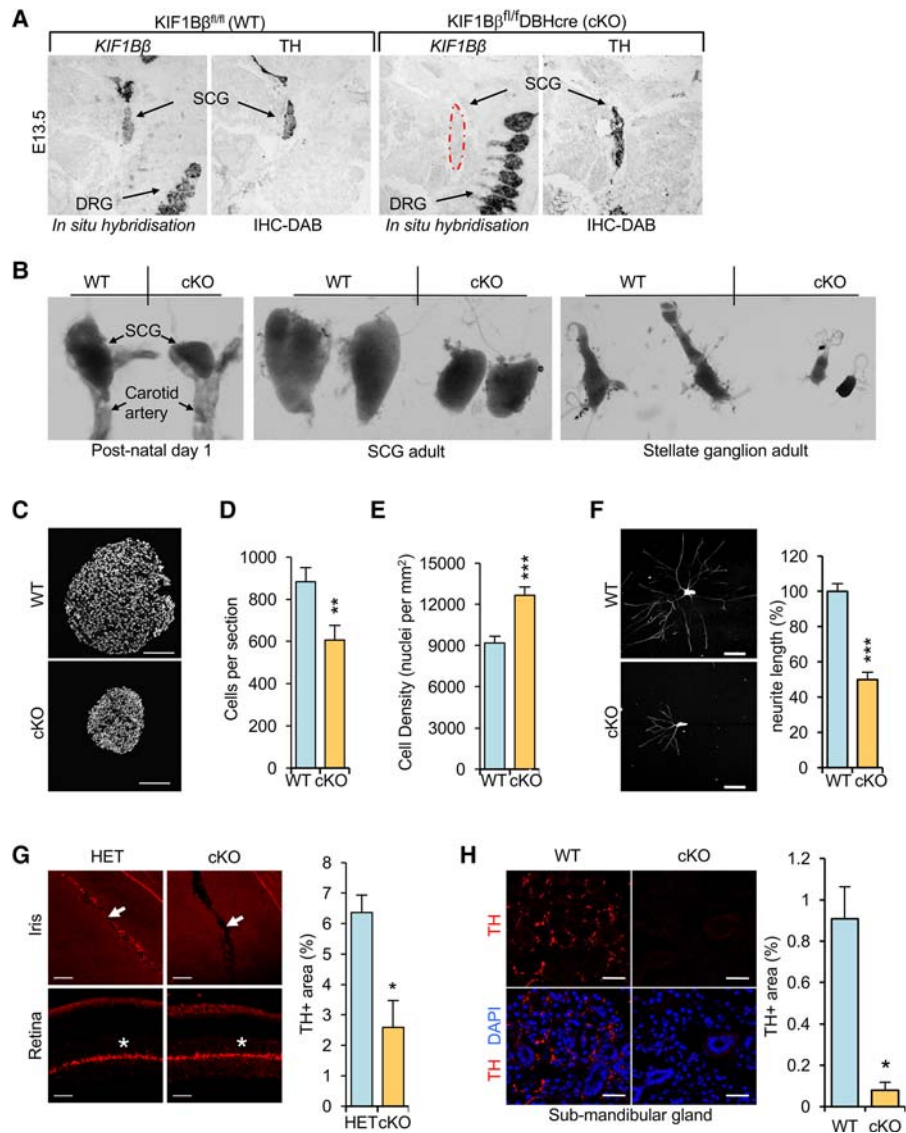 A
KIF1Bβfl/fl (WT)
KIF1Bβfl/fDBHcre (cKO)
KIF1Bβ
TH
KIF1Bβ
TH
E13.5
SCG
SCG
DRG
DRG
In situ hybridisation
IHC-DAB
In situ hybridisation
IHC-DAB
B
WT
cKO
WT
cKO
WT
cKO
SCG
Carotid
artery
Post-natal day 1
SCG adult
Stellate ganglion adult
C
WT
cKO
D
Cells per section
1000
800
600
400
200
0
**
WT cKO
E
Cell Density (nuclei per mm²)
15000
12000
9000
6000
3000
0
***
WT cKO
F
WT
cKO
neurite length (%)
120
100
80
60
40
20
0
***
WT cKO
G
HET
cKO
Iris
Retina
*
*
TH+ area (%)
8
7
6
5
4
3
2
1
0
*
HET cKO
H
WT
cKO
TH
TH DAPI
Sub-mandibular gland
TH+ area (%)
1.2
1
0.8
0.6
0.4
0.2
0
*
WT cKO